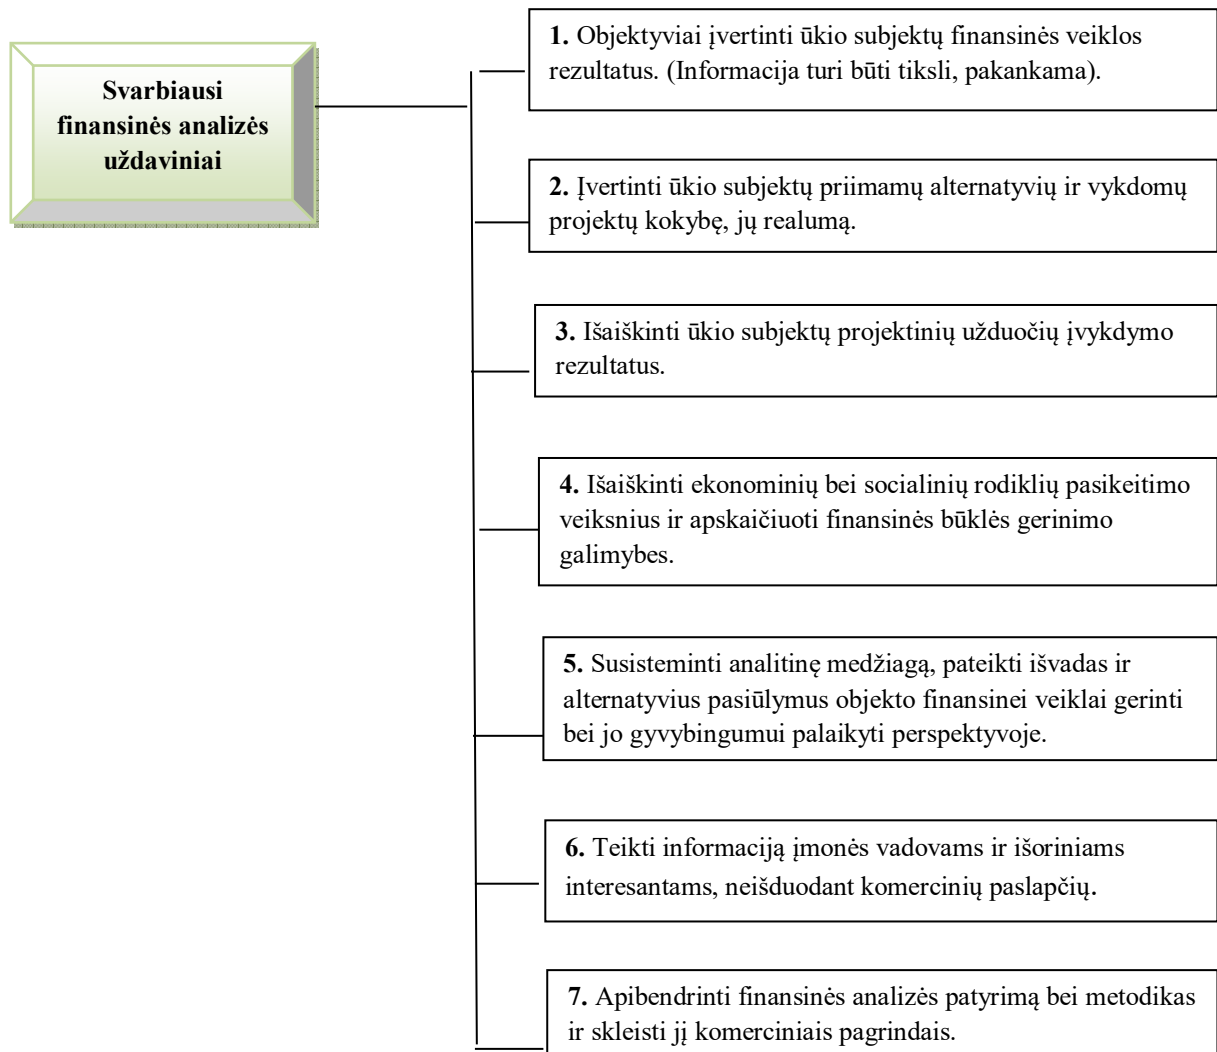 Svarbiausi
finansinės analizės
uždaviniai
1. Objektyviai įvertinti ūkio subjektų finansinės veiklos
rezultatus. (Informacija turi būti tiksli, pakankama).
2. Įvertinti ūkio subjektų priimamų alternatyvių ir vykdomų
projektų kokybę, jų realumą.
3. Išaiškinti ūkio subjektų projektinių užduočių įvykdymo
rezultatus.
4. Išaiškinti ekonominių bei socialinių rodiklių pasikeitimo
veiksnius ir apskaičiuoti finansinės būklės gerinimo
galimybes.
5. Susisteminti analitinę medžiagą, pateikti išvadas ir
alternatyvius pasiūlymus objekto finansinei veiklai gerinti
bei jo gyvybingumui palaikyti perspektyvoje.
6. Teikti informaciją įmonės vadovams ir išoriniams
interesantams, neišduodant komercinių paslapčių.
7. Apibendrinti finansinės analizės patyrimą bei metodikas
ir skleisti jį komerciniais pagrindais.